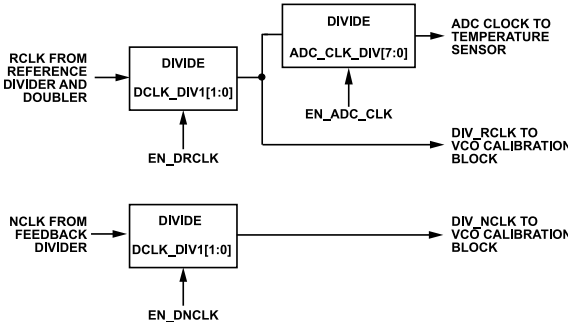 RCLK FROM
REFERENCE
DIVIDER AND
DOUBLER
DIVIDE
DCLK_DIV1[1:0]
EN_DRCLK
DIVIDE
ADC_CLK_DIV[7:0]
EN_ADC_CLK
ADC CLOCK TO
TEMPERATURE
SENSOR
DIV_RCLK TO
VCO CALIBRATION
BLOCK
NCLK FROM
FEEDBACK
DIVIDER
DIVIDE
DCLK_DIV1[1:0]
EN_DNCLK
DIV_NCLK TO
VCO CALIBRATION
BLOCK